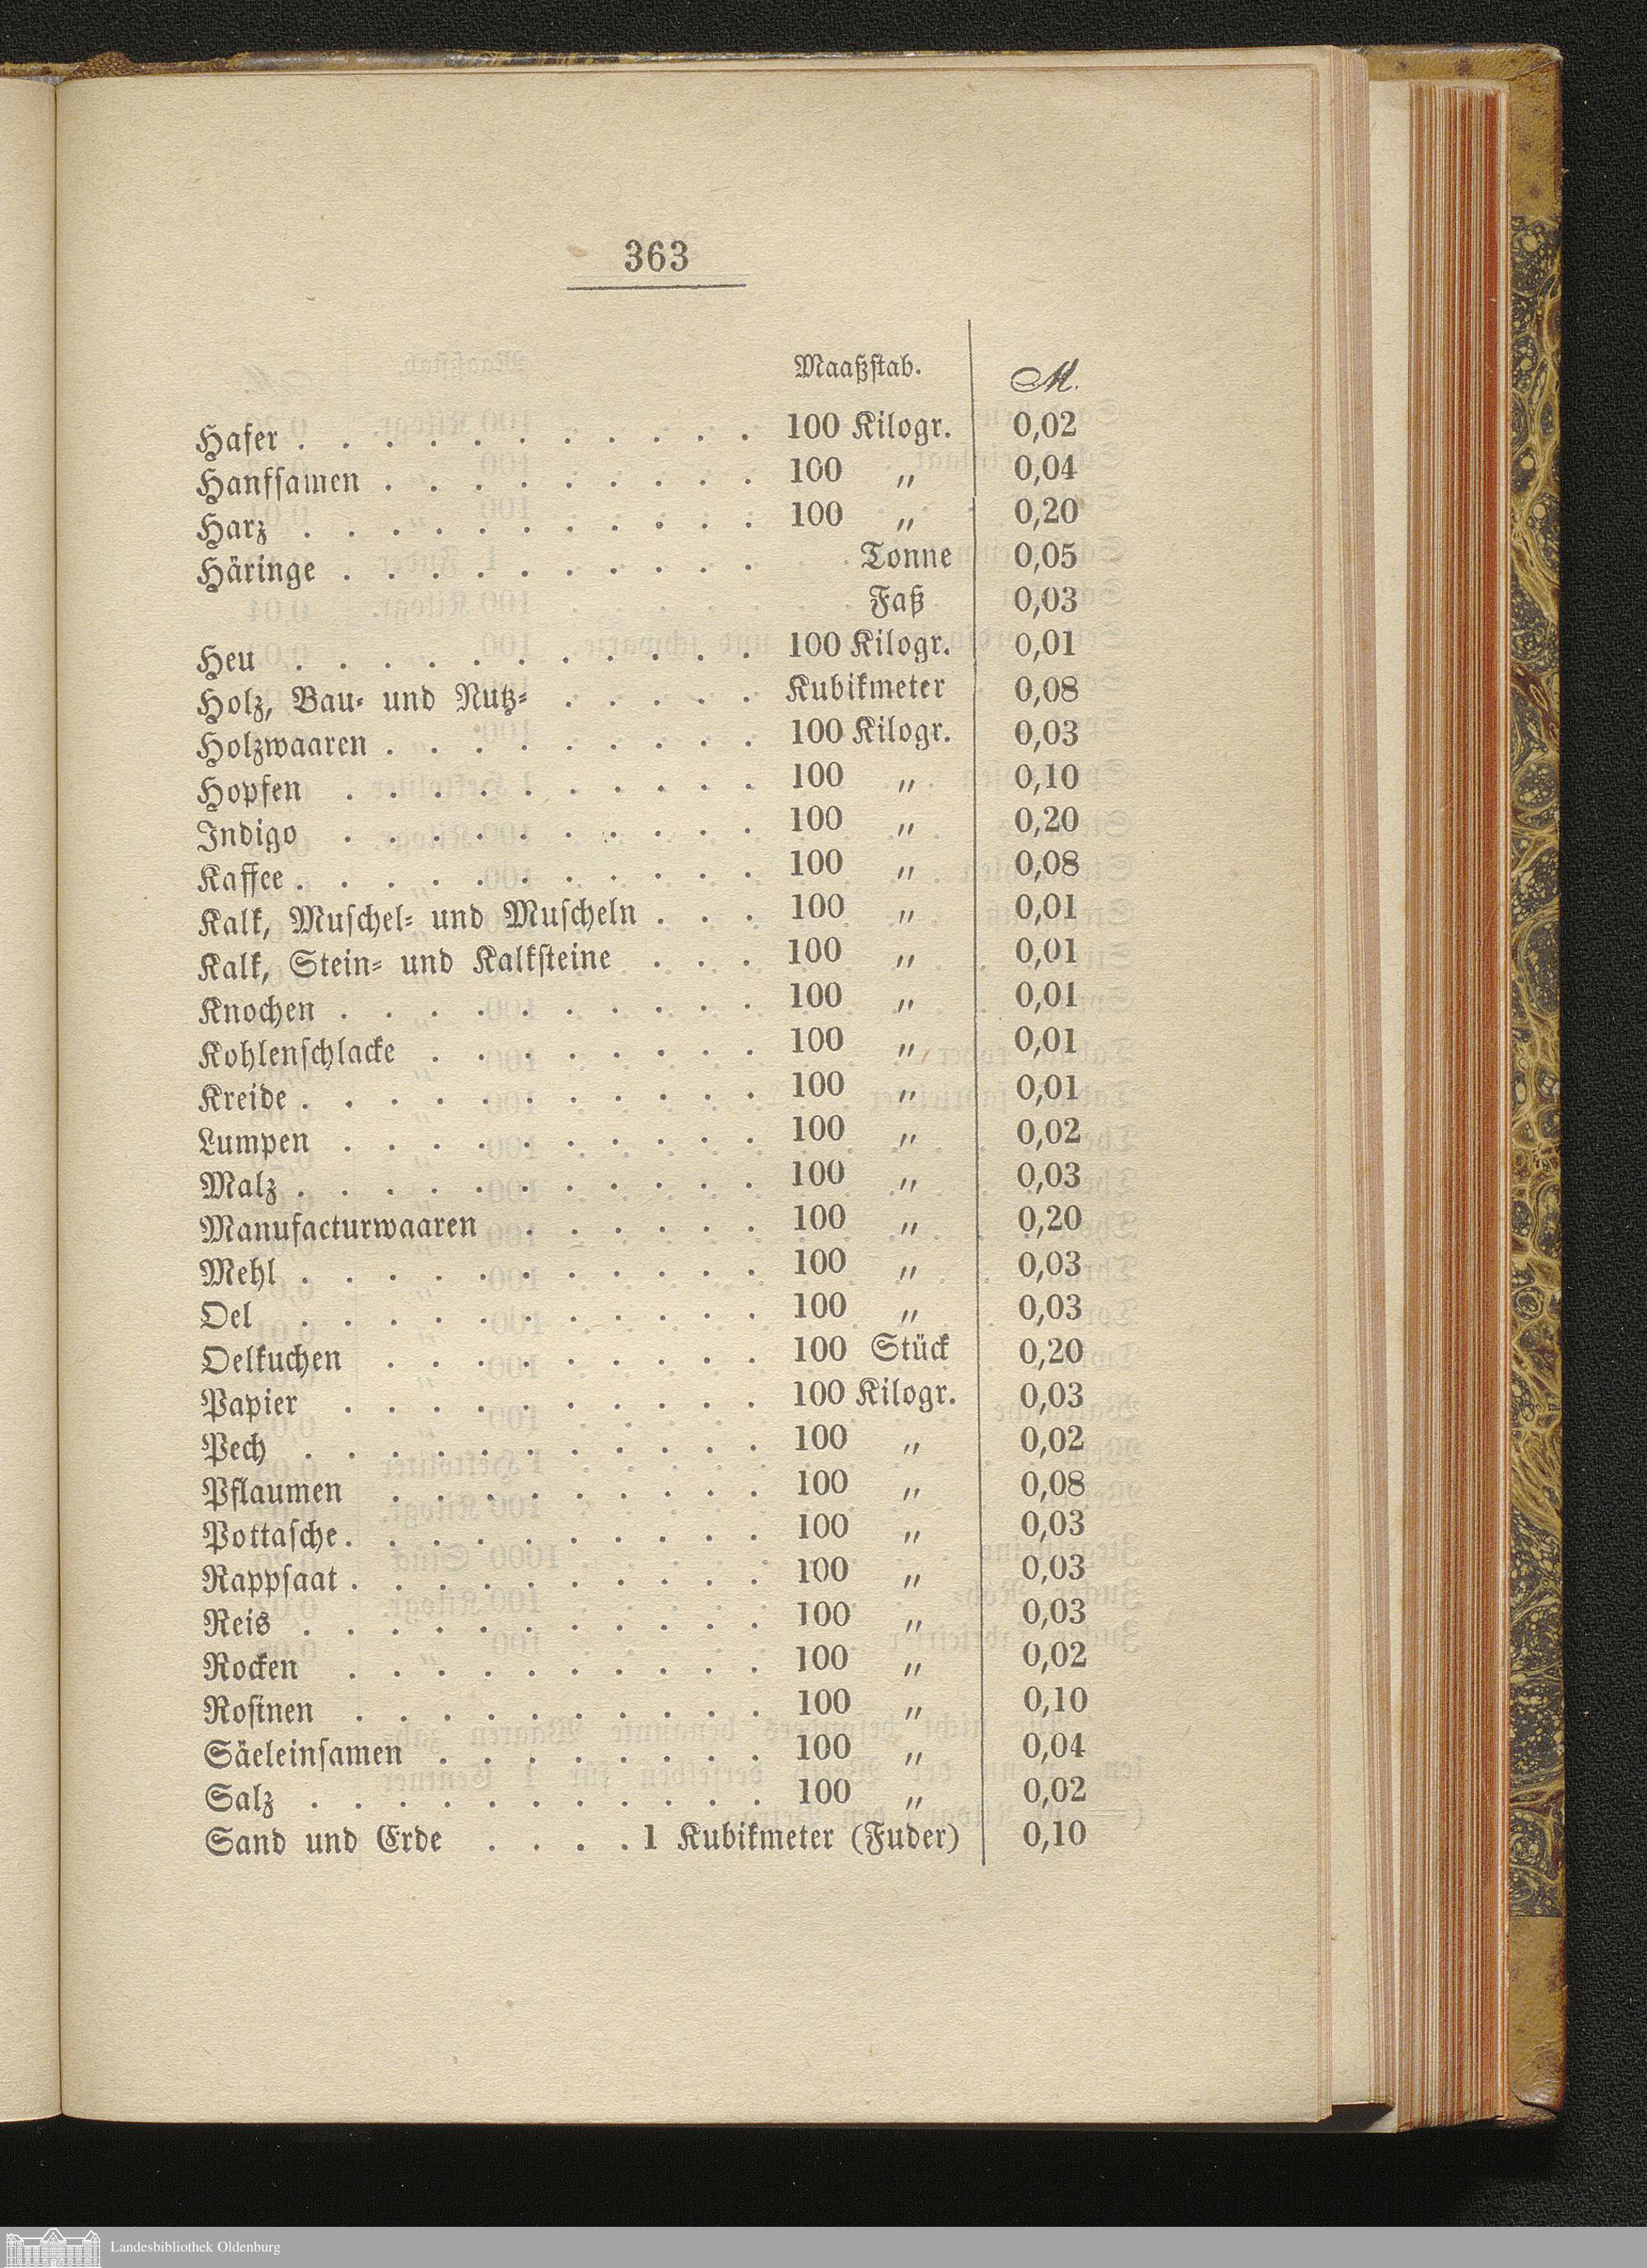 363
Maaßstab. M.
Hafer . . . . . . . . . . . 100 Kilogr. 0,02
Hanfsamen . . . . . . . . . 100 „ 0,04
Harz . . . . . . . . . . . 100 „ 0,20
Häringe . . . . . . . . . . Tonne 0,05
Faß 0,03
Heu . . . . . . . . . . . 100 Kilogr. 0,01
Holz, Bau- und Nutz- . . . . . Kubikmeter 0,08
Holzwaaren . . . . . . . . . 100 Kilogr. 0,03
Hopfen . . . . . . . . . . 100 „ 0,10
Indigo . . . . . . . . . . 100 „ 0,20
Kaffee . . . . . . . . . . . 100 „ 0,08
Kalk, Muschel- und Muscheln . . . 100 „ 0,01
Kalk, Stein- und Kalksteine . . . 100 „ 0,01
Knochen . . . . . . . . . . 100 „ 0,01
Kohlenschlacke . . . . . . . . 100 „ 0,01
Kreide . . . . . . . . . . . 100 „ 0,01
Lumpen . . . . . . . . . . 100 „ 0,02
Malz . . . . . . . . . . . 100 „ 0,03
Manufacturwaaren . . . . . . 100 „ 0,20
Mehl . . . . . . . . . . . 100 „ 0,03
Oel . . . . . . . . . . . 100 „ 0,03
Oelkuchen . . . . . . . . . 100 Stück 0,20
Papier . . . . . . . . . . 100 Kilogr. 0,03
Pech . . . . . . . . . . . 100 „ 0,02
Pflaumen . . . . . . . . . 100 „ 0,08
Pottasche . . . . . . . . . . 100 „ 0,03
Rappsaat . . . . . . . . . . 100 „ 0,03
Reis . . . . . . . . . . . 100 „ 0,03
Rocken . . . . . . . . . . 100 „ 0,02
Rosinen . . . . . . . . . . 100 „ 0,10
Säeleinsamen . . . . . . . . 100 „ 0,04
Salz . . . . . . . . . . . 100 „ 0,02
Sand und Erde . . . . 1 Kubikmeter (Fuder) 0,10
Landesbibliothek Oldenburg